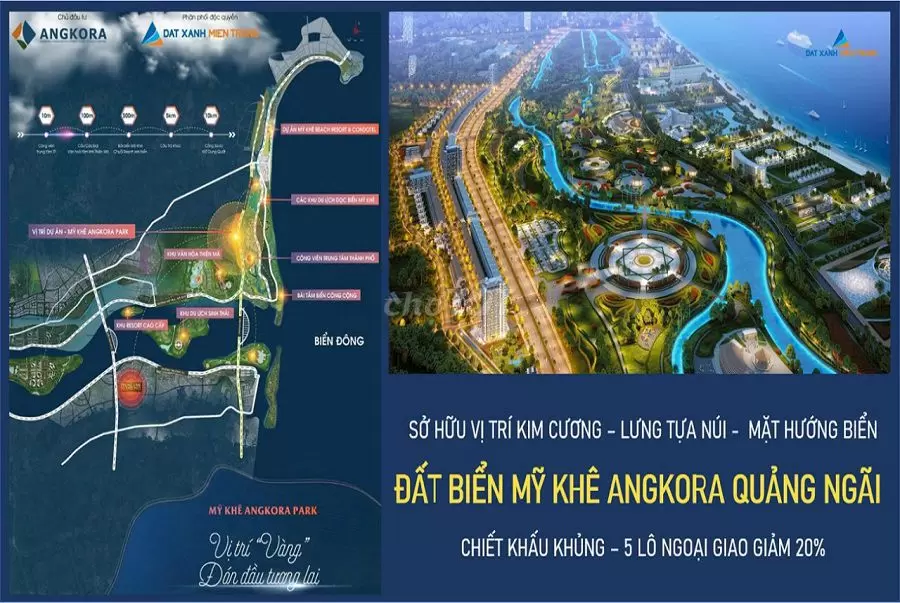 Chủ đầu tư
ANGKORA
Phân phối độc quyền
DAT XANH MIEN TRUNG
10m
100m
300m
5km
10km
DỰ ÁN MỸ KHÊ BEACH RESORT & CONDOTEL
CÁC KHU DU LỊCH DỌC BIỂN MỸ KHÊ
VỊ TRÍ DỰ ÁN - MỸ KHÊ ANGKORA PARK
KHU VĂN HÓA THIÊN MÃ
CÔNG VIÊN TRUNG TÂM THÀNH PHỐ
BÃI TẮM BIỂN CÔNG CỘNG
KHU DU LỊCH SINH THÁI
KHU RESORT CAO CẤP
BIỂN ĐÔNG
MỸ KHÊ ANGKORA PARK
Vị trí “Vàng”
Đón đầu tương lai
DAT XANH MIEN TRUNG
SỞ HỮU VỊ TRÍ KIM CƯƠNG – LƯNG TỰA NÚI - MẶT HƯỚNG BIỂN
ĐẤT BIỂN MỸ KHÊ ANGKORA QUẢNG NGÃI
CHIẾT KHẤU KHỦNG – 5 LÔ NGOẠI GIAO GIẢM 20%